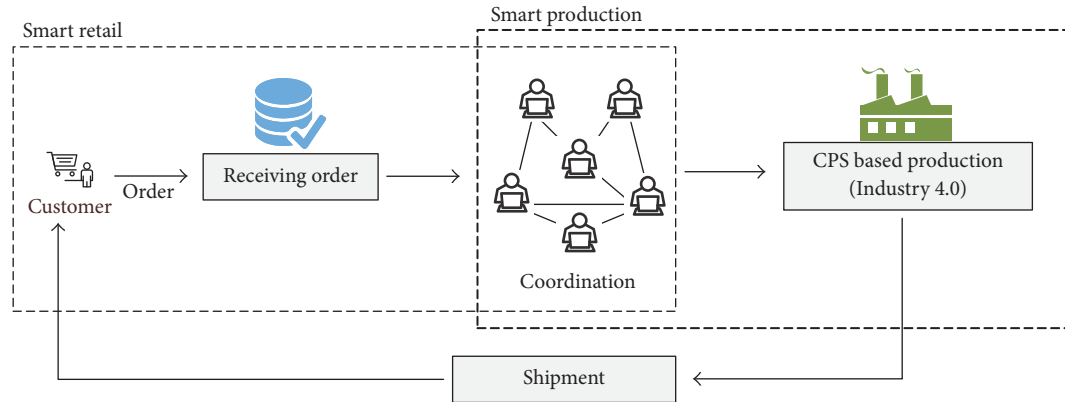 Smart retail
Smart production
Customer
Order
Receiving order
Coordination
CPS based production
(Industry 4.0)
Shipment